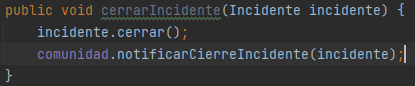 public void cerrarIncidente(Incidente incidente) {
    incidente.cerrar();
    comunidad.notificarCierreIncidente(incidente);
}